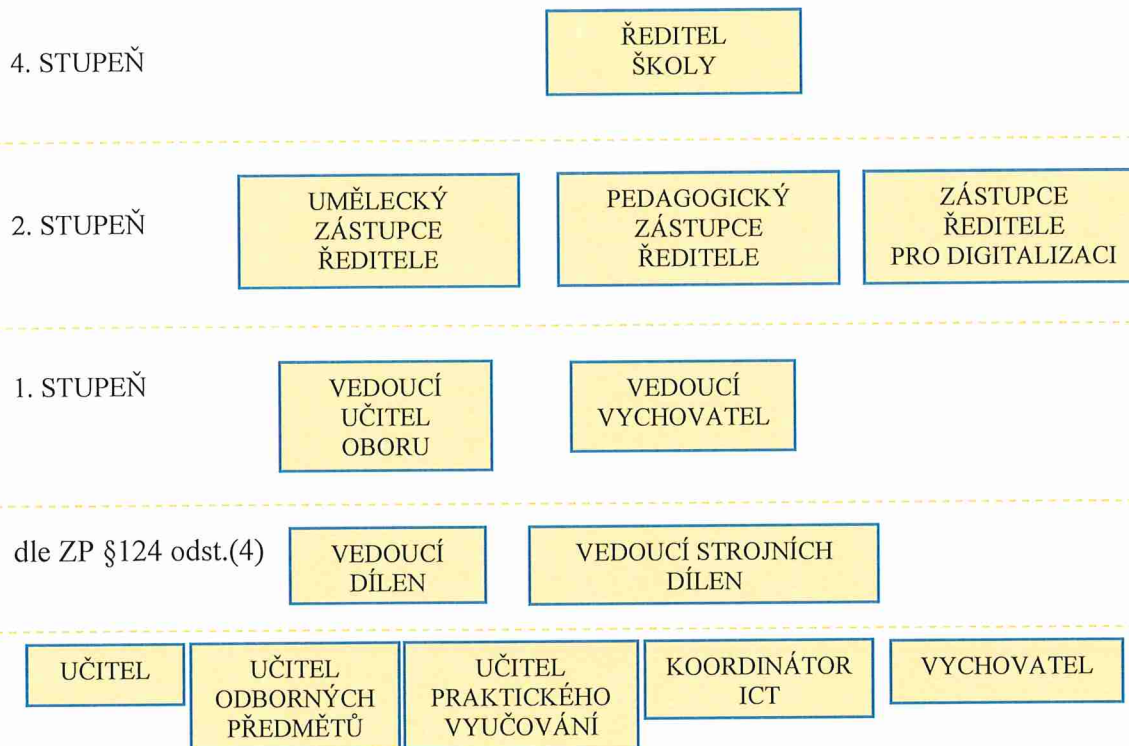 4. STUPEŇ
ŘEDITEL
ŠKOLY
2. STUPEŇ
UMĚLECKÝ
ZÁSTUPCE
ŘEDITELE
PEDAGOGICKÝ
ZÁSTUPCE
ŘEDITELE
ZÁSTUPCE
ŘEDITELE
PRO DIGITALIZACI
1. STUPEŇ
VEDOUCÍ
UČITEL
OBORU
VEDOUCÍ
VYCHOVATEL
dle ZP §124 odst.(4)
VEDOUCÍ
DÍLEN
VEDOUCÍ STROJNÍCH
DÍLEN
UČITEL
UČITEL
ODBORNÝCH
PŘEDMĚTŮ
UČITEL
PRAKTICKÉHO
VYUČOVÁNÍ
KOORDINÁTOR
ICT
VYCHOVATEL